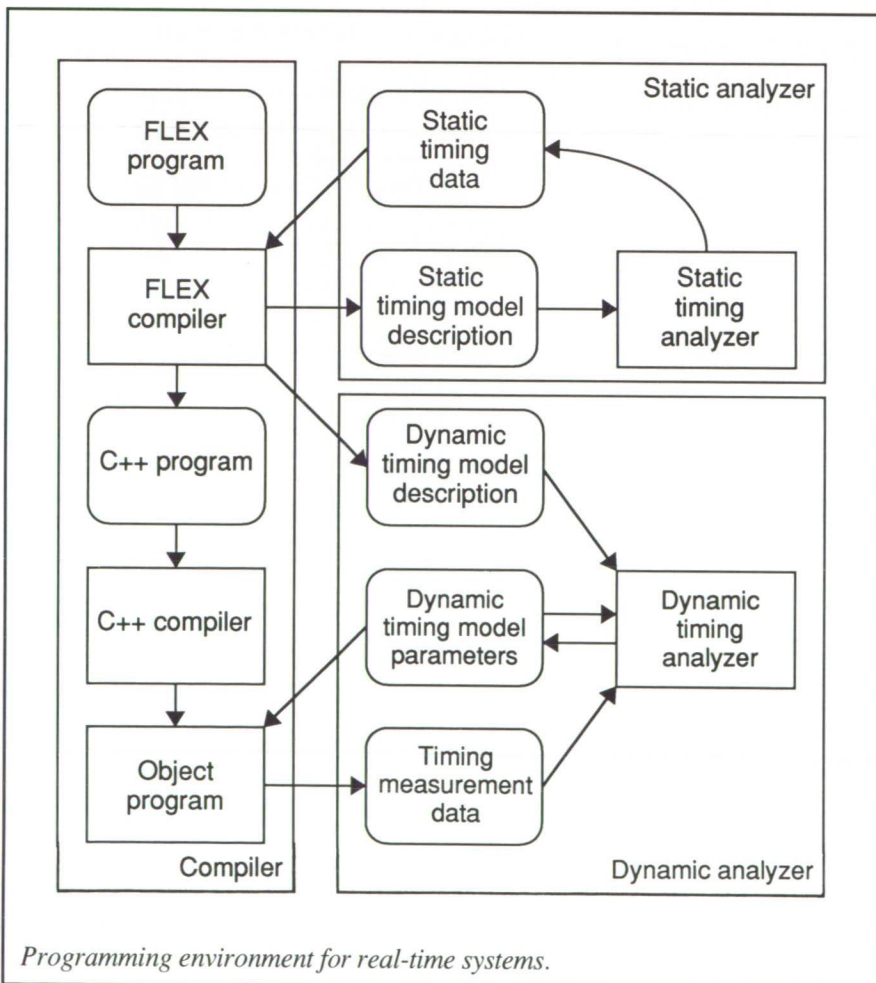 FLEX
program
FLEX
compiler
C++ program
C++ compiler
Object
program
Compiler
Static analyzer
Static
timing
data
Static
timing model
description
Static
timing
analyzer
Dynamic
timing model
description
Dynamic
timing model
parameters
Dynamic
timing
analyzer
Timing
measurement
data
Dynamic analyzer
Programming environment for real-time systems.